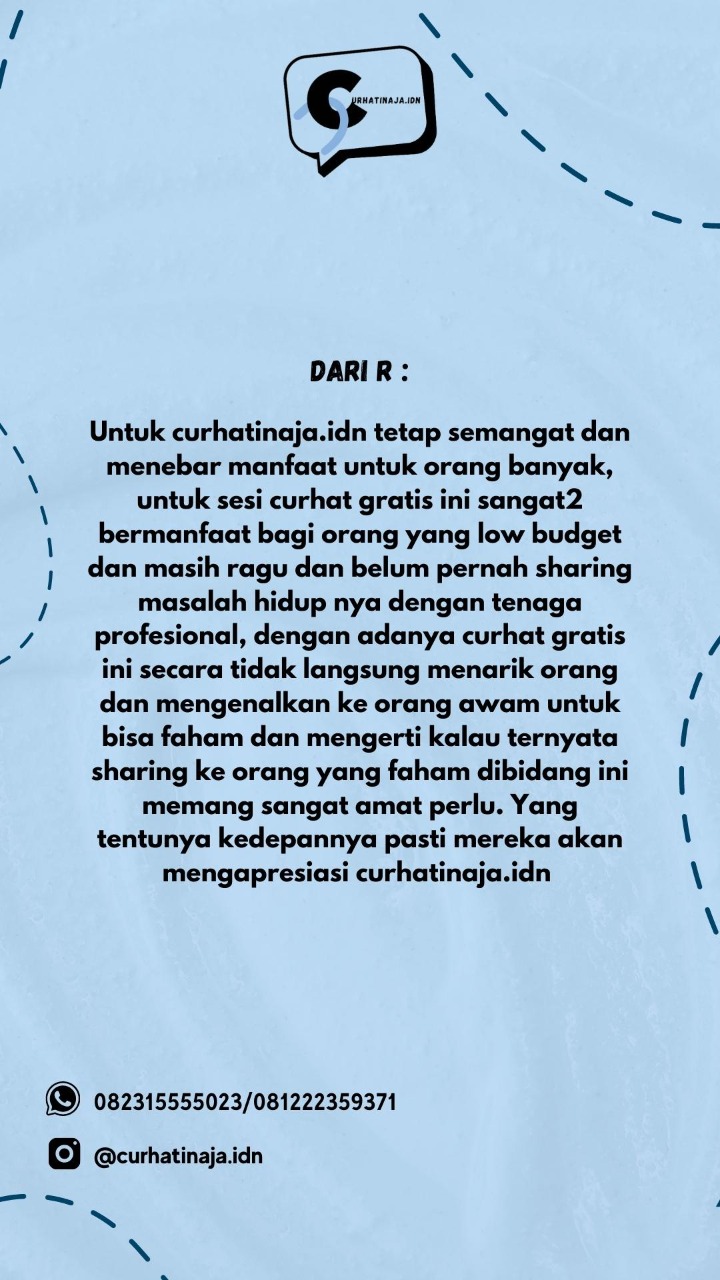 CURHATINAJA.IDN
DARI R :
Untuk curhatinaja.idn tetap semangat dan
menebar manfaat untuk orang banyak,
untuk sesi curhat gratis ini sangat2
bermanfaat bagi orang yang low budget
dan masih ragu dan belum pernah sharing
masalah hidup nya dengan tenaga
profesional, dengan adanya curhat gratis
ini secara tidak langsung menarik orang
dan mengenalkan ke orang awam untuk
bisa faham dan mengerti kalau ternyata
sharing ke orang yang faham dibidang ini
memang sangat amat perlu. Yang
tentunya kedepannya pasti mereka akan
mengapresiasi curhatinaja.idn
082315555023/081222359371
@curhatinaja.idn